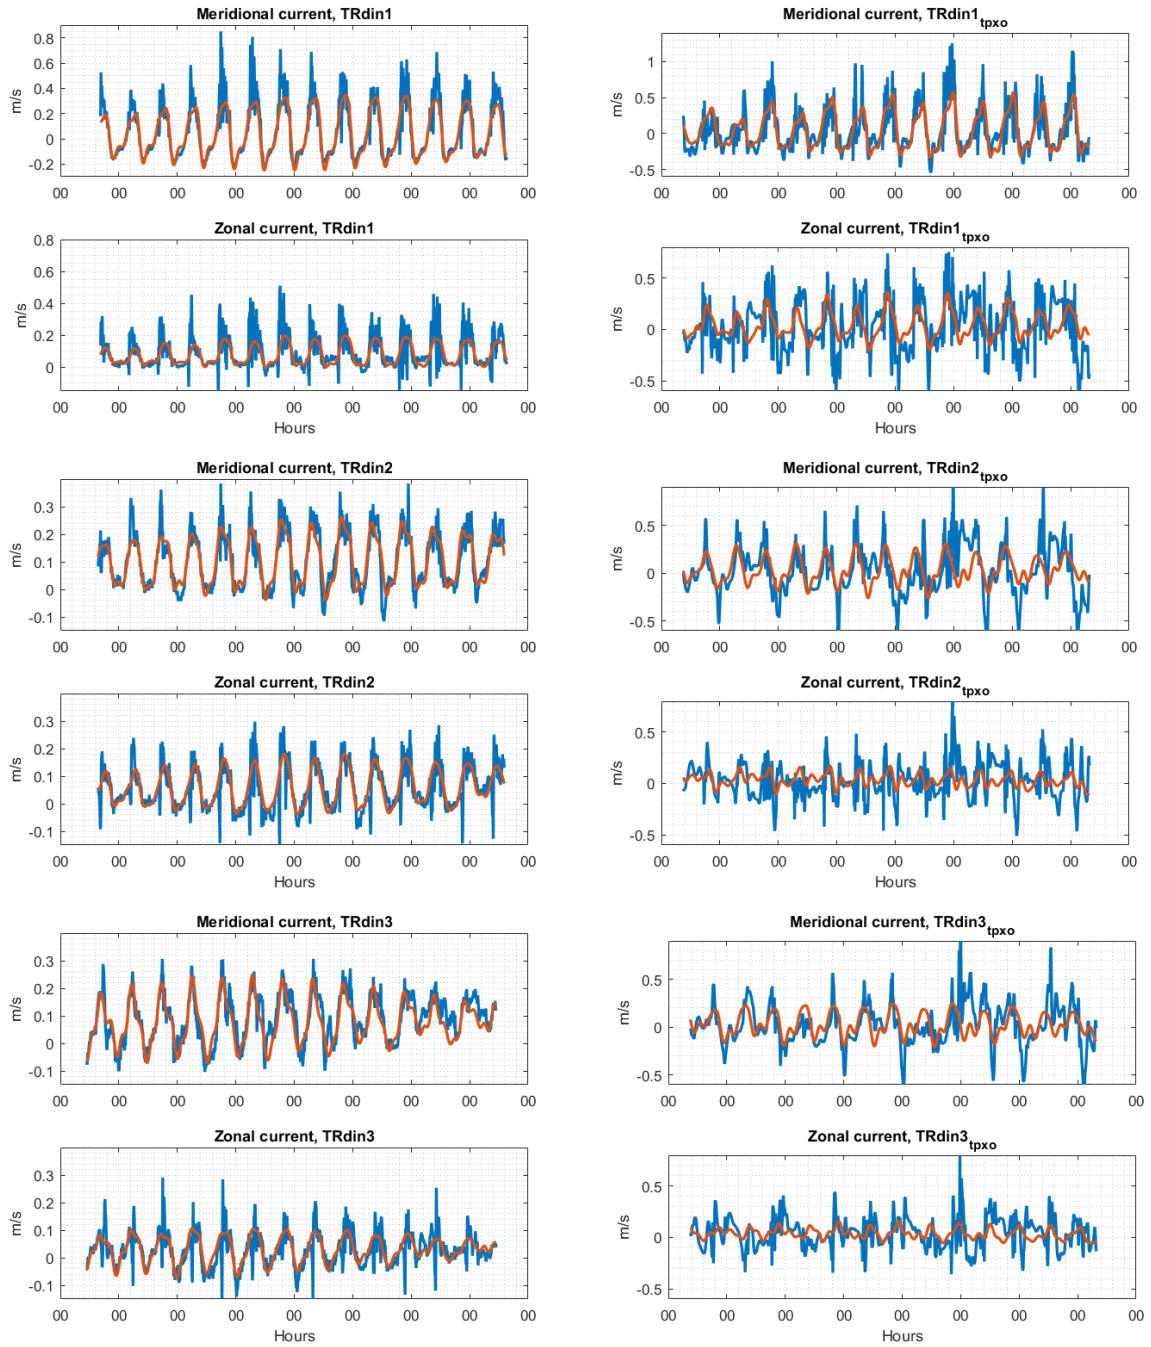 Meridional current, TRdin1
0.8
0.6
0.4
0.2
0
-0.2
m/s
00 00 00 00 00 00 00 00 00
Zonal current, TRdin1
0.8
0.6
0.4
0.2
0
m/s
00 00 00 00 00 00 00 00 00
Hours
Meridional current, TRdin1tpxo
1
0.5
0
-0.5
m/s
00 00 00 00 00 00 00 00 00
Zonal current, TRdin1tpxo
0.5
0
-0.5
m/s
00 00 00 00 00 00 00 00 00
Hours
Meridional current, TRdin2
0.3
0.2
0.1
0
-0.1
m/s
00 00 00 00 00 00 00 00 00
Zonal current, TRdin2
0.3
0.2
0.1
0
-0.1
m/s
00 00 00 00 00 00 00 00 00
Hours
Meridional current, TRdin2tpxo
0.5
0
-0.5
m/s
00 00 00 00 00 00 00 00 00
Zonal current, TRdin2tpxo
0.5
0
-0.5
m/s
00 00 00 00 00 00 00 00 00
Hours
Meridional current, TRdin3
0.3
0.2
0.1
0
-0.1
m/s
00 00 00 00 00 00 00 00 00
Zonal current, TRdin3
0.3
0.2
0.1
0
-0.1
m/s
00 00 00 00 00 00 00 00 00
Hours
Meridional current, TRdin3tpxo
0.5
0
-0.5
m/s
00 00 00 00 00 00 00 00 00
Zonal current, TRdin3tpxo
0.5
0
-0.5
m/s
00 00 00 00 00 00 00 00 00
Hours